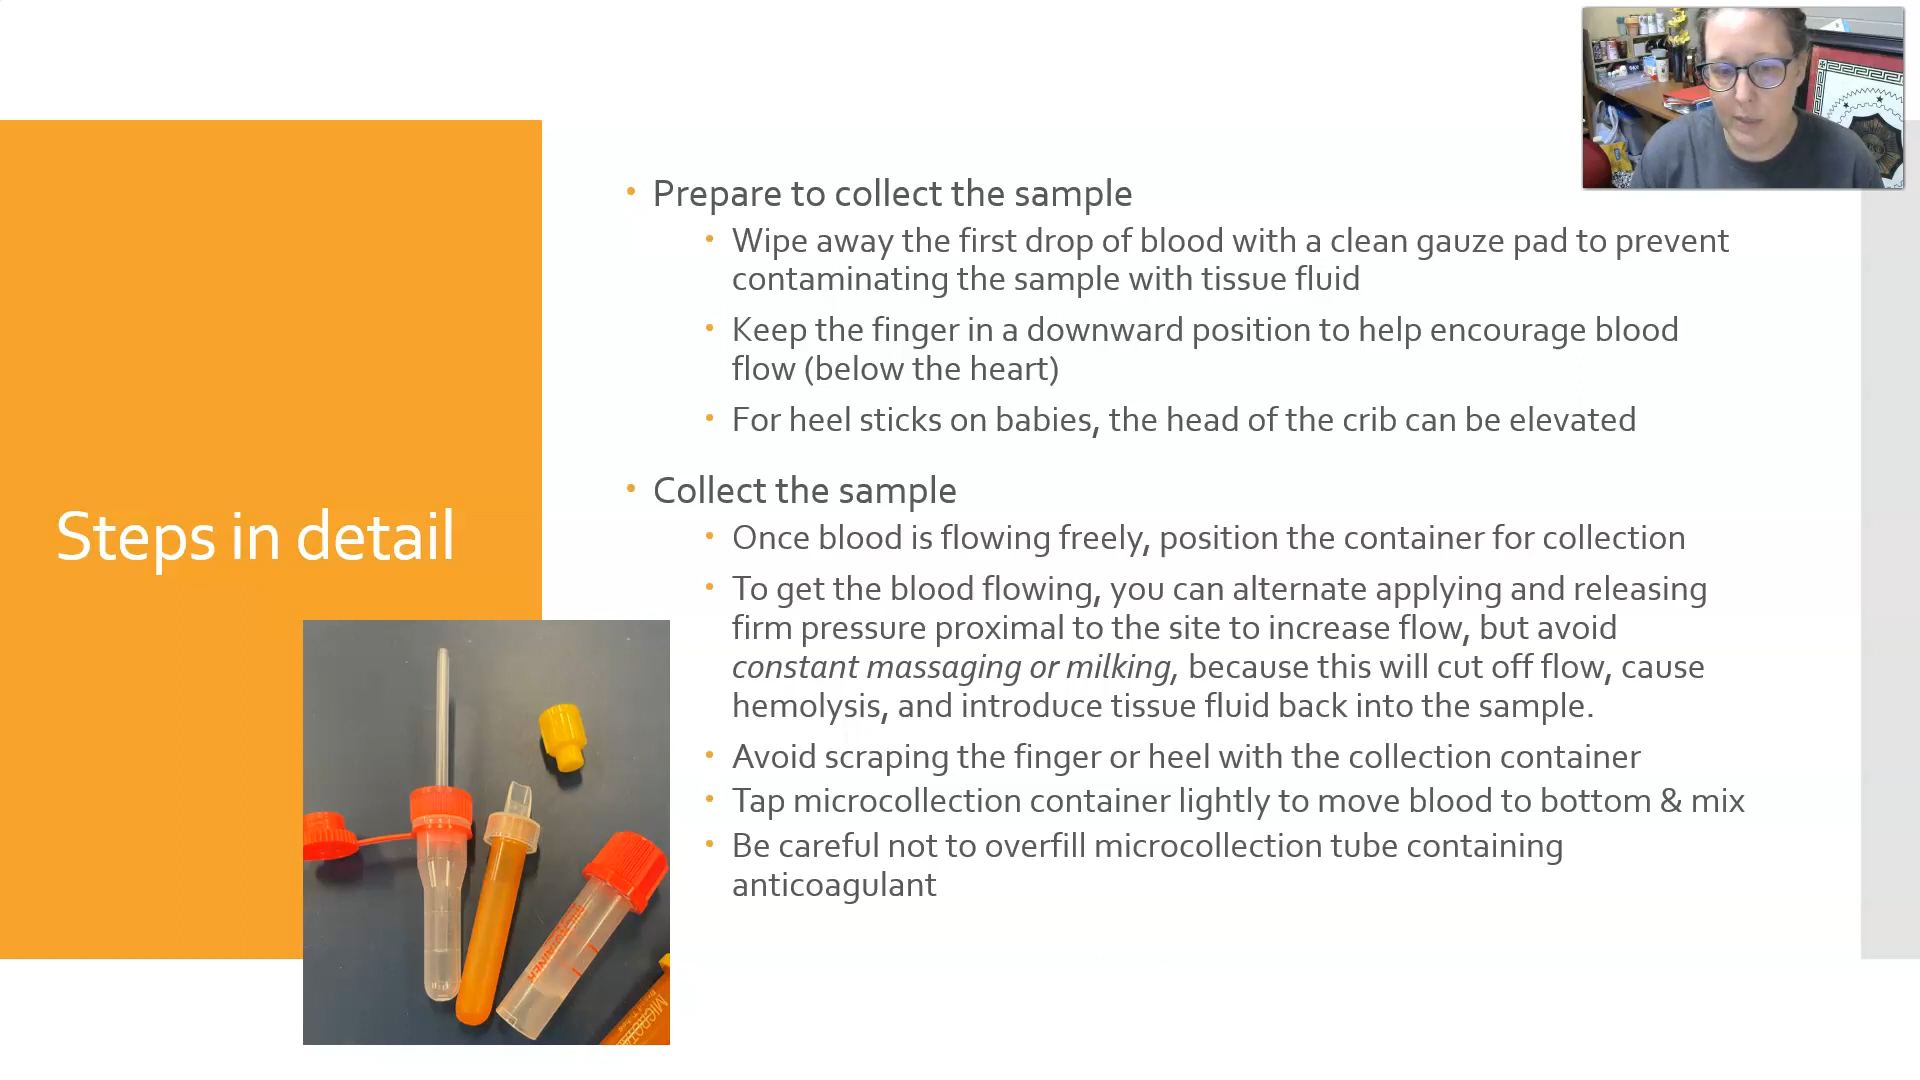 Steps in detail
Prepare to collect the sample
Wipe away the first drop of blood with a clean gauze pad to prevent
contaminating the sample with tissue fluid
Keep the finger in a downward position to help encourage blood
flow (below the heart)
For heel sticks on babies, the head of the crib can be elevated
Collect the sample
Once blood is flowing freely, position the container for collection
To get the blood flowing, you can alternate applying and releasing
firm pressure proximal to the site to increase flow, but avoid
constant massaging or milking, because this will cut off flow, cause
hemolysis, and introduce tissue fluid back into the sample.
Avoid scraping the finger or heel with the collection container
Tap microcollection container lightly to move blood to bottom & mix
Be careful not to overfill microcollection tube containing
anticoagulant